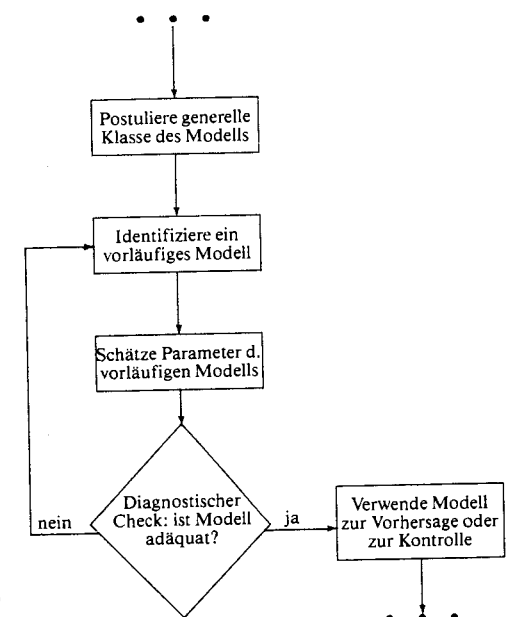 Postuliere generelle
Klasse des Modells
Identifiziere ein
vorläufiges Modell
Schätze Parameter d.
vorläufigen Modells
Diagnostischer
Check: ist Modell
adäquat?
nein
ja
Verwende Modell
zur Vorhersage oder
zur Kontrolle